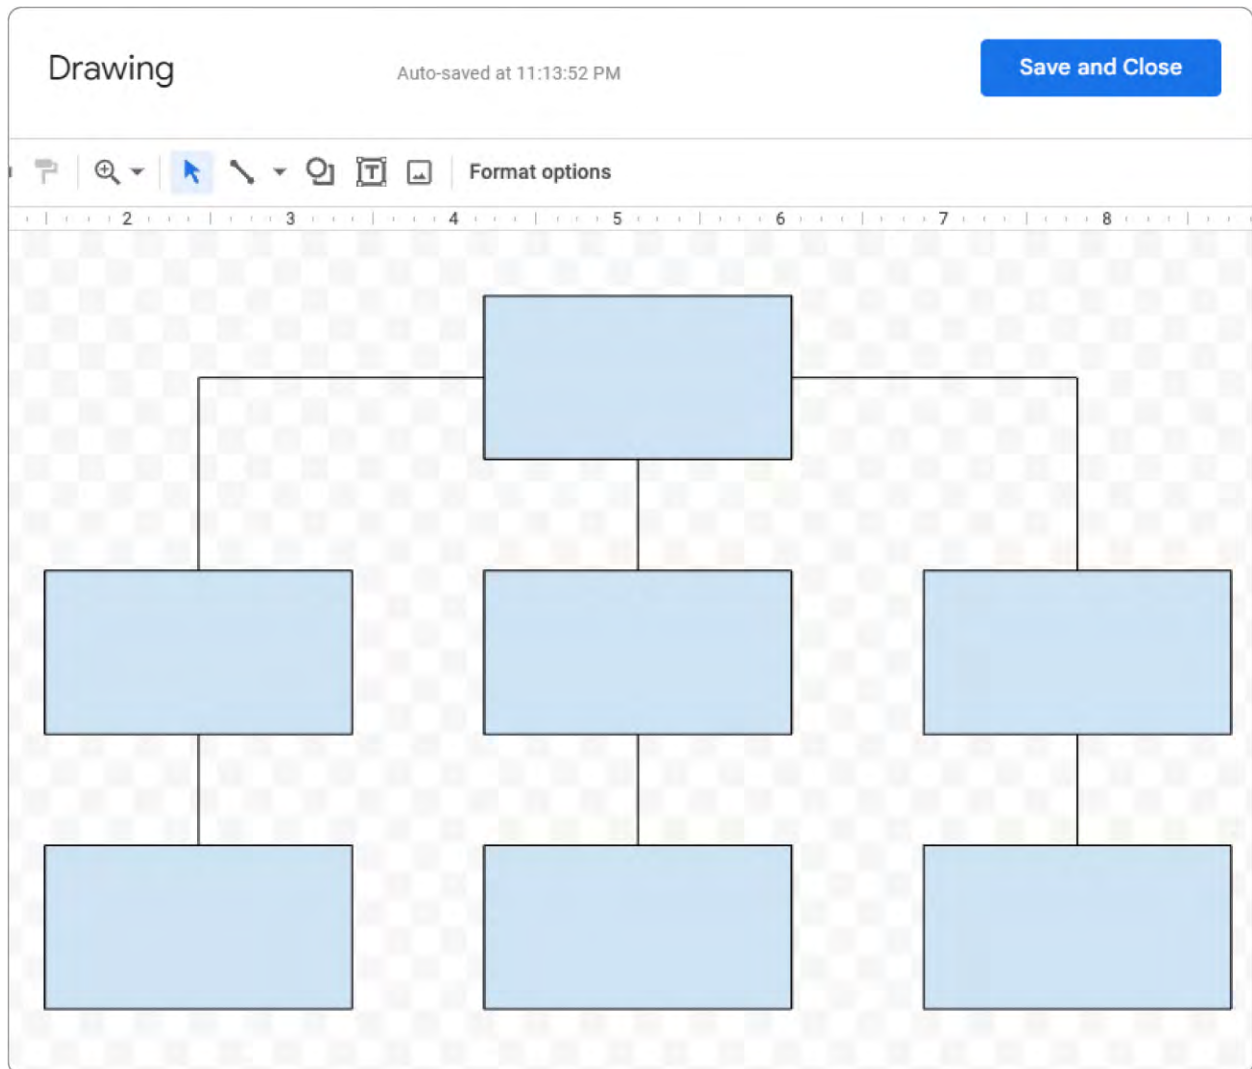 Drawing
Auto-saved at 11:13:52 PM
Save and Close
Format options
2 3 4 5 6 7 8